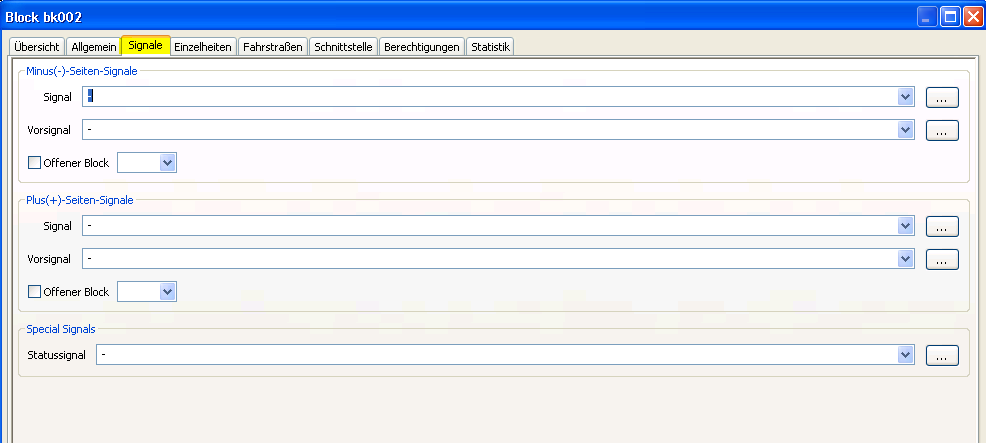 Block bk002
Übersicht Allgemein Signale Einzelheiten Fahrstraßen Schnittstelle Berechtigungen Statistik
Minus(-)-Seiten-Signale
Signal - ...
Vorsignal - ...
Offener Block
Plus(+)-Seiten-Signale
Signal - ...
Vorsignal - ...
Offener Block
Special Signals
Statussignal - ...